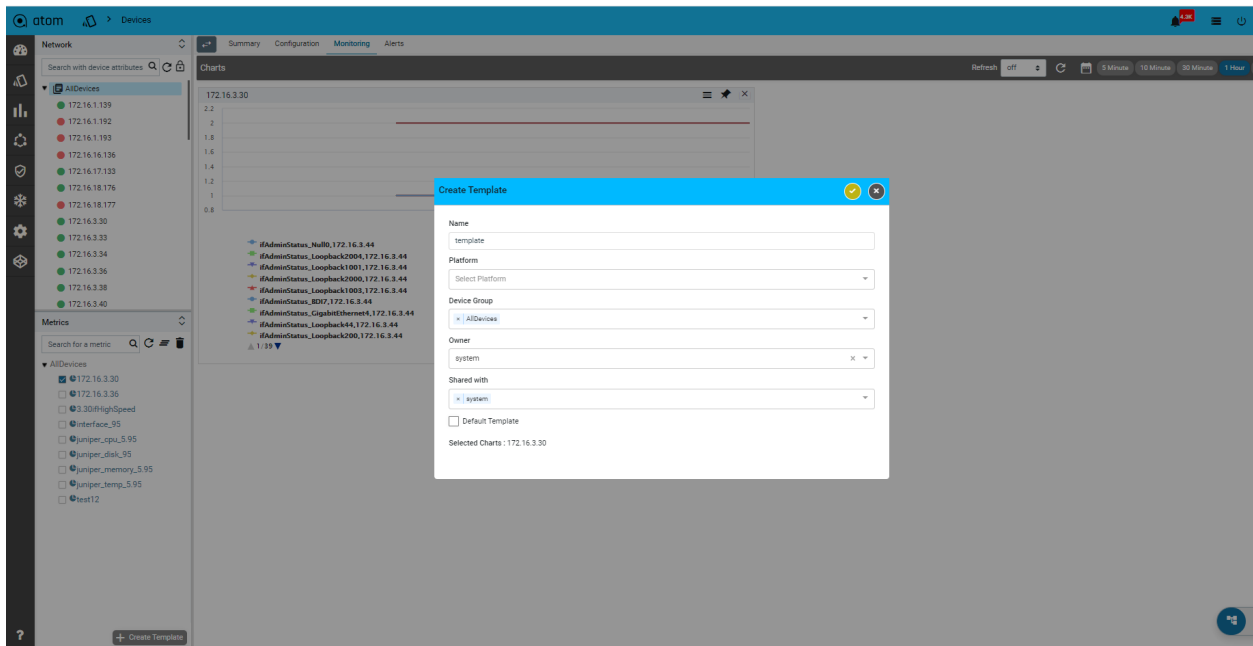 atom > Devices
4.3K
Network
Search with device attributes
AllDevices
172.16.1.139
172.16.1.192
172.16.1.193
172.16.16.136
172.16.17.133
172.16.18.176
172.16.18.177
172.16.3.30
172.16.3.33
172.16.3.34
172.16.3.36
172.16.3.38
172.16.3.40
Metrics
Search for a metric
AllDevices
172.16.3.30
172.16.3.36
3.30ifHighSpeed
interface_95
juniper_cpu_5.95
juniper_disk_95
juniper_memory_5.95
juniper_temp_5.95
test12
?
+ Create Template
Summary Configuration Monitoring Alerts
Charts
Refresh off 5 Minute 10 Minute 30 Minute 1 Hour
172.16.3.30
2.2
2
1.8
1.6
1.4
1.2
1
0.8
ifAdminStatus_Null0,172.16.3.44
ifAdminStatus_Loopback2004,172.16.3.44
ifAdminStatus_Loopback1001,172.16.3.44
ifAdminStatus_Loopback2000,172.16.3.44
ifAdminStatus_Loopback1003,172.16.3.44
ifAdminStatus_BDI7,172.16.3.44
ifAdminStatus_GigabitEthernet4,172.16.3.44
ifAdminStatus_Loopback44,172.16.3.44
ifAdminStatus_Loopback200,172.16.3.44
1/39
Create Template
Name
template
Platform
Select Platform
Device Group
× AllDevices
Owner
system
Shared with
× system
Default Template
Selected Charts : 172.16.3.30